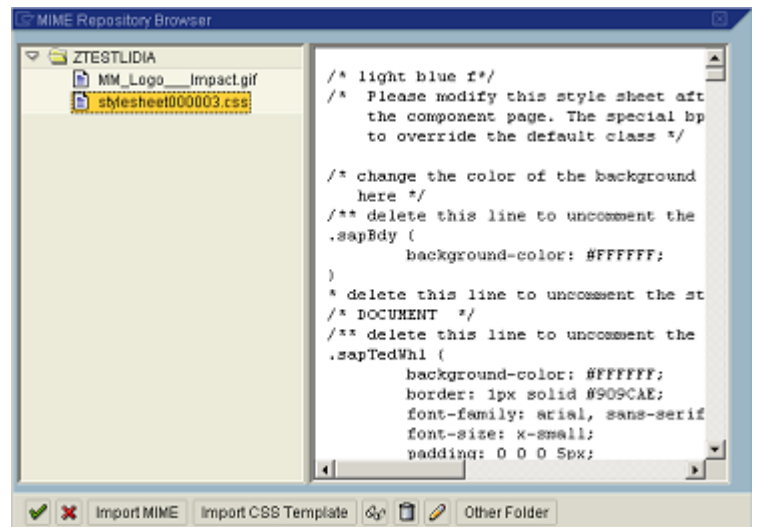 MIME Repository Browser
ZTESTLIDIA
MM_Logo___Impact.gif
stylesheet000003.css
/* light blue f*/
/*  Please modify this style sheet aft
the component page. The special bp
to override the default class */
/* change the color of the background
here */
/** delete this line to uncomment the
.sapBdy {
background-color: #FFFFFF;
}
* delete this line to uncomment the st
/* DOCUMENT  */
/** delete this line to uncomment the
.sapTedWhl {
background-color: #FFFFFF;
border: 1px solid #909CAE;
font-family: arial, sans-serif
font-size: x-small;
padding: 0 0 0 5px;
Import MIME
Import CSS Template
Other Folder